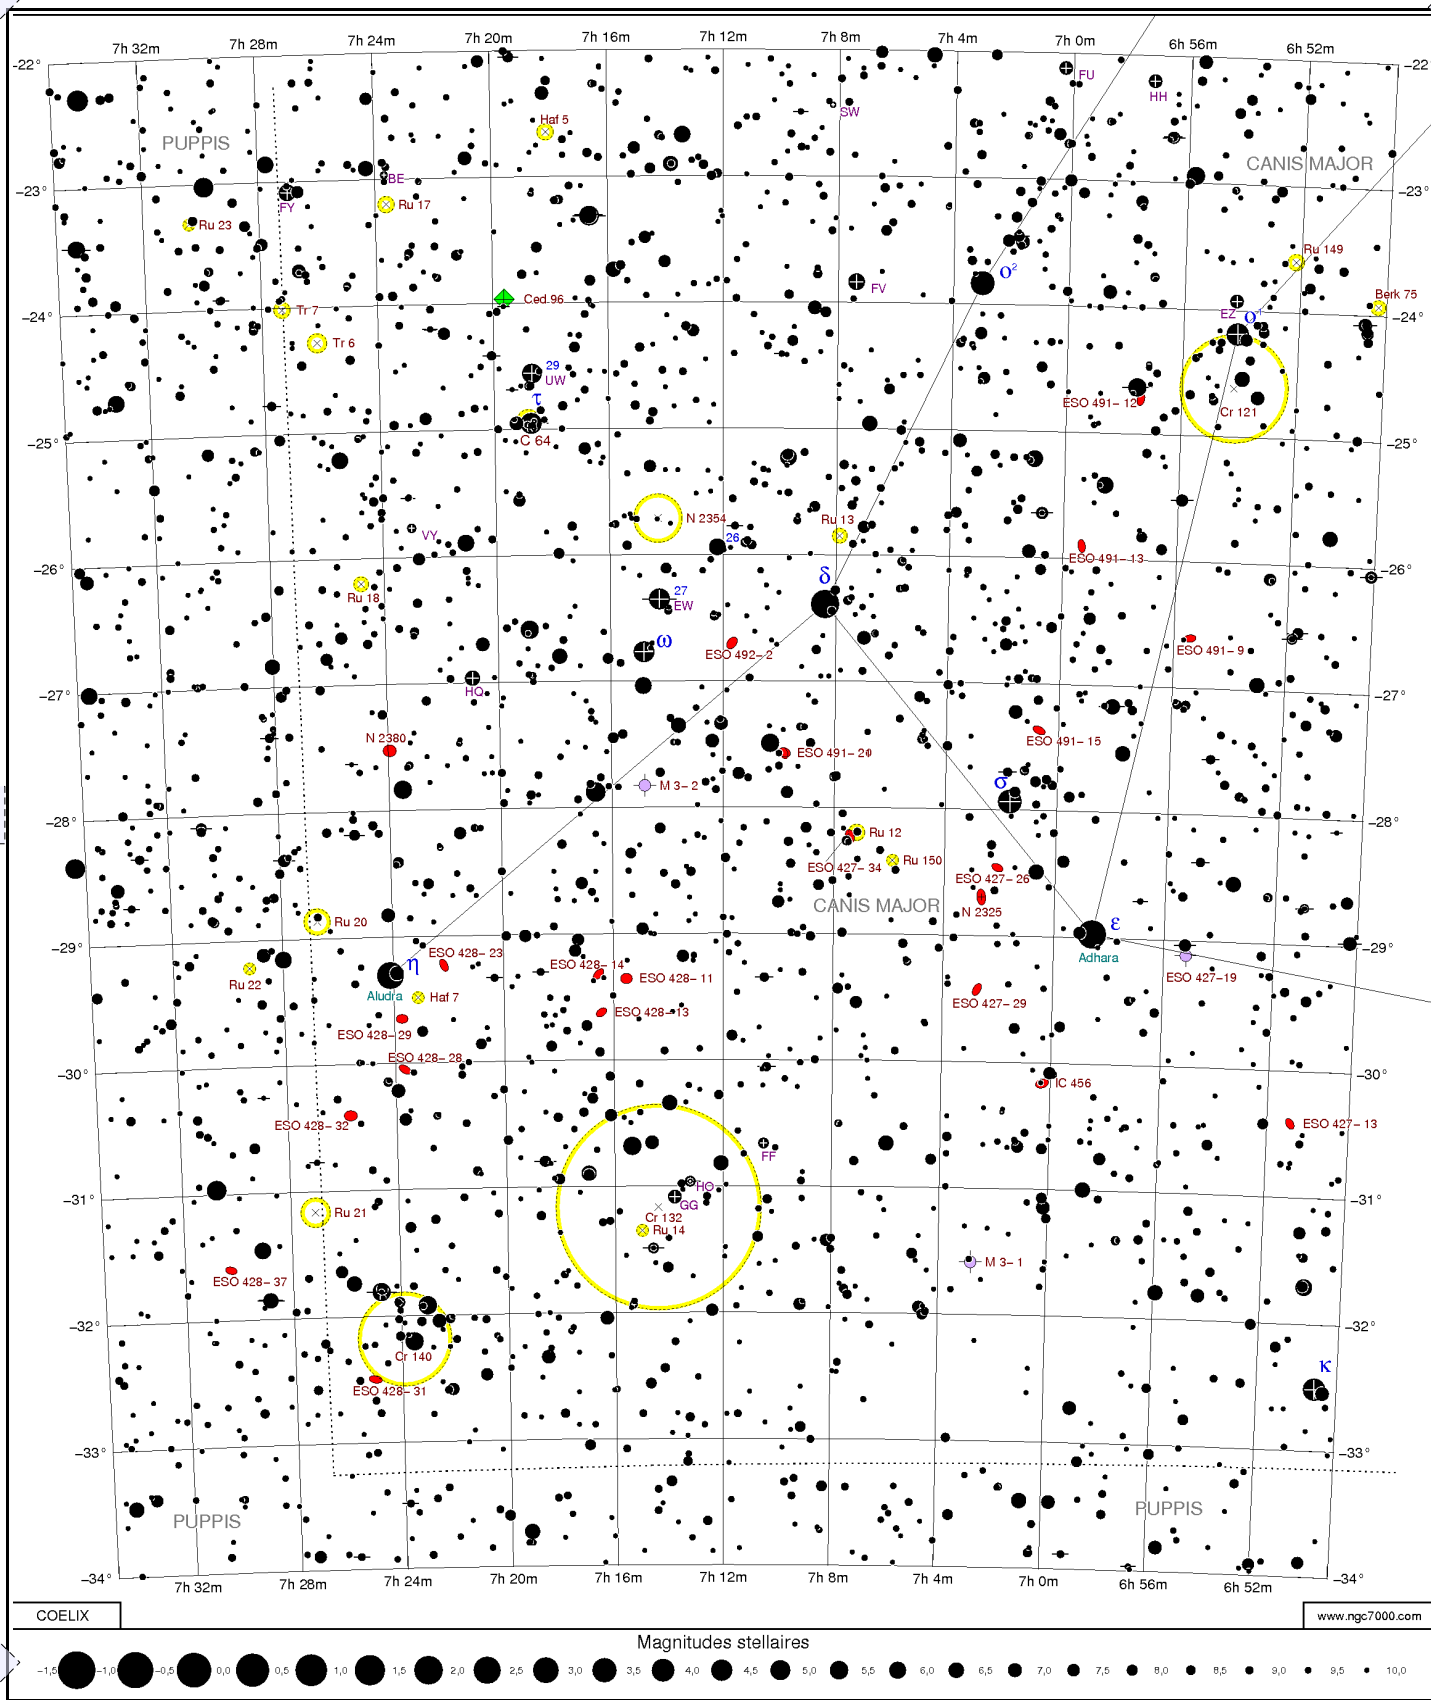 7h 32m 7h 28m 7h 24m 7h 20m 7h 16m 7h 12m 7h 8m 7h 4m 7h 0m 6h 56m 6h 52m
-22° -22
FU
HH
SW
Haf 5
PUPPIS
CANIS MAJOR
BE
-23° -23°
Ru 17
FY
Ru 23
Ru 149
o²
FV
Berk 75
Ced 96
Tr 7
EZ o¹
-24° -24°
Tr 6
29
UW
τ
ESO 491-12
Cr 121
C 64
-25° -25°
N 2354
Ru 13
VY
26
ESO 491-13
-26° -26°
δ
Ru 18
27
EW
ω
ESO 492-2
ESO 491-9
HQ
-27° -27°
N 2380
ESO 491-15
ESO 491-20
σ
M 3-2
-28° -28°
Ru 12
ESO 427-34
Ru 150
ESO 427-26
CANIS MAJOR
N 2325
Ru 20
ε
-29° -29°
Adhara
ESO 428-23
η
ESO 428-14
ESO 428-11
ESO 427-19
Ru 22
Aludra
Haf 7
ESO 427-29
ESO 428-13
ESO 428-29
ESO 428-28
-30° -30°
IC 456
ESO 428-32
ESO 427-13
FF
HO
-31° -31°
GG
Ru 21
Cr 132
Ru 14
M 3-1
ESO 428-37
-32° -32°
Cr 140
κ
ESO 428-31
-33° -33°
PUPPIS
PUPPIS
-34° -34°
7h 32m 7h 28m 7h 24m 7h 20m 7h 16m 7h 12m 7h 8m 7h 4m 7h 0m 6h 56m 6h 52m
COELIX
www.ngc7000.com
Magnitudes stellaires
-1,5 -1,0 -0,5 0,0 0,5 1,0 1,5 2,0 2,5 3,0 3,5 4,0 4,5 5,0 5,5 6,0 6,5 7,0 7,5 8,0 8,5 9,0 9,5 10,0